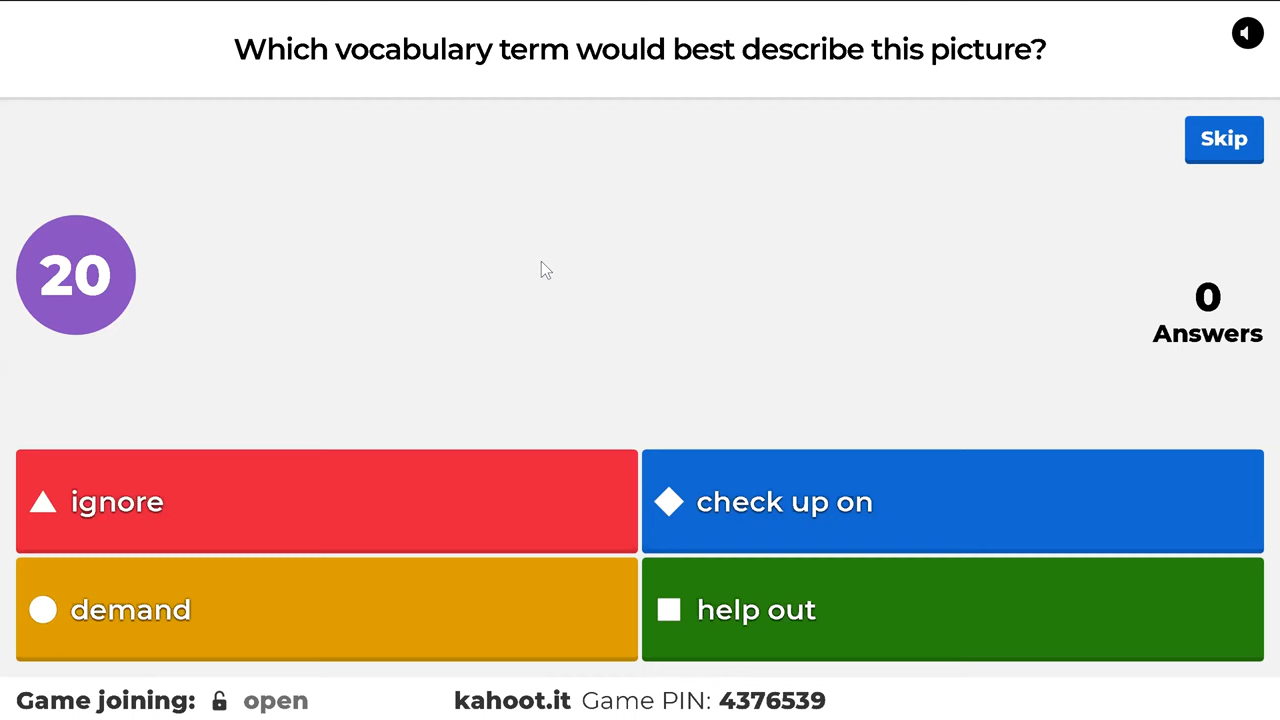 Which vocabulary term would best describe this picture?
Skip
20
0
Answers
ignore
check up on
demand
help out
Game joining: open
kahoot.it Game PIN: 4376539